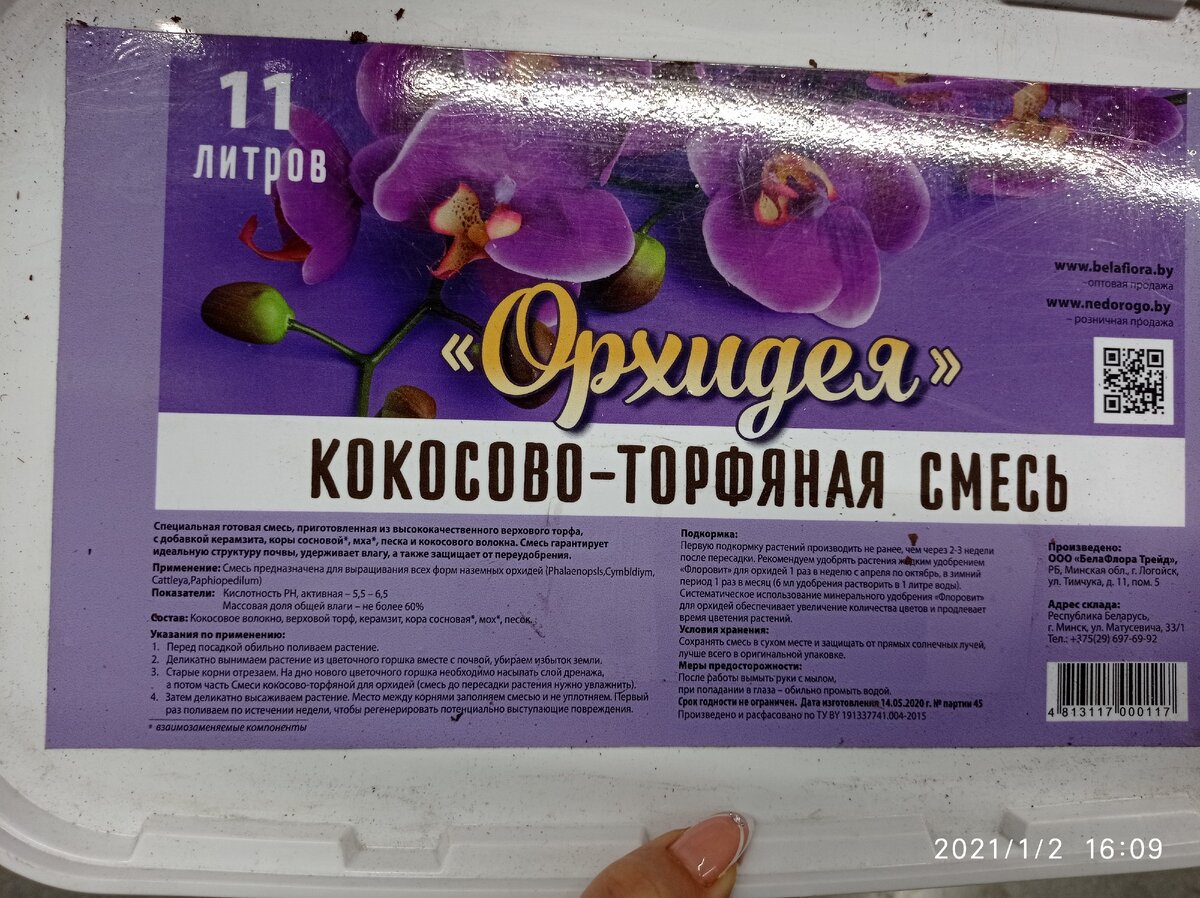 11
ЛИТРОВ
www.belafiora.by
– оптовая продажа
www.nedorogo.by
– розничная продажа
«Орхидея»
КОКОСОВО-ТОРФЯНАЯ СМЕСЬ
Специальная готовая смесь, приготовленная из высококачественного верхового торфа,
с добавкой керамзита, коры сосновой*, мха*, песка и кокосового волокна. Смесь гарантирует
идеальную структуру почвы, удерживает влагу, а также защищает от переудобрения.
Применение: Смесь предназначена для выращивания всех форм наземных орхидей (Phalaenopsls,Cymbldiym,
Cattleya,Paphiopedilum)
Показатели: Кислотность РН, активная – 5,5 – 6,5
Массовая доля общей влаги – не более 60%
Состав: Кокосовое волокно, верховой торф, керамзит, кора сосновая*, мох*, песок.
Указания по применению:
1. Перед посадкой обильно поливаем растение.
2. Деликатно вынимаем растение из цветочного горшка вместе с почвой, убираем избыток земли.
3. Старые корни отрезаем. На дно нового цветочного горшка необходимо насыпать слой дренажа,
а потом часть Смеси кокосово-торфяной для орхидей (смесь до пересадки растения нужно увлажнить).
4. Затем деликатно высаживаем растение. Место между корнями заполняем смесью и не уплотняем. Первый
раз поливаем по истечении недели, чтобы регенерировать потенциально выступающие повреждения.
* взаимозаменяемые компоненты
Подкормка:
Первую подкормку растений производить не ранее, чем через 2-3 недели
после пересадки. Рекомендуем удобрять растения жидким удобрением
«Флоровит» для орхидей 1 раз в неделю с апреля по октябрь, в зимний
период 1 раз в месяц (6 мл удобрения растворить в 1 литре воды).
Систематическое использование минерального удобрения «Флоровит»
для орхидей обеспечивает увеличение количества цветов и продлевает
время цветения растений.
Условия хранения:
Сохранять смесь в сухом месте и защищать от прямых солнечных лучей,
лучше всего в оригинальной упаковке.
Меры предосторожности:
После работы вымыть руки с мылом,
при попадании в глаза – обильно промыть водой.
Срок годности не ограничен. Дата изготовления 14.05.2020 г. № партии 45
Произведено и расфасовано по ТУ BY 191337741.004-2015
Произведено:
ООО «БелаФлора Трейд»,
РБ, Минская обл., г. Логойск,
ул. Тимчука, д. 11, пом. 5
Адрес склада:
Республика Беларусь,
г. Минск, ул. Матусевича, 33/1
Тел.: +375(29) 697-69-92
4 813117 000117
2021/1/2 16:09